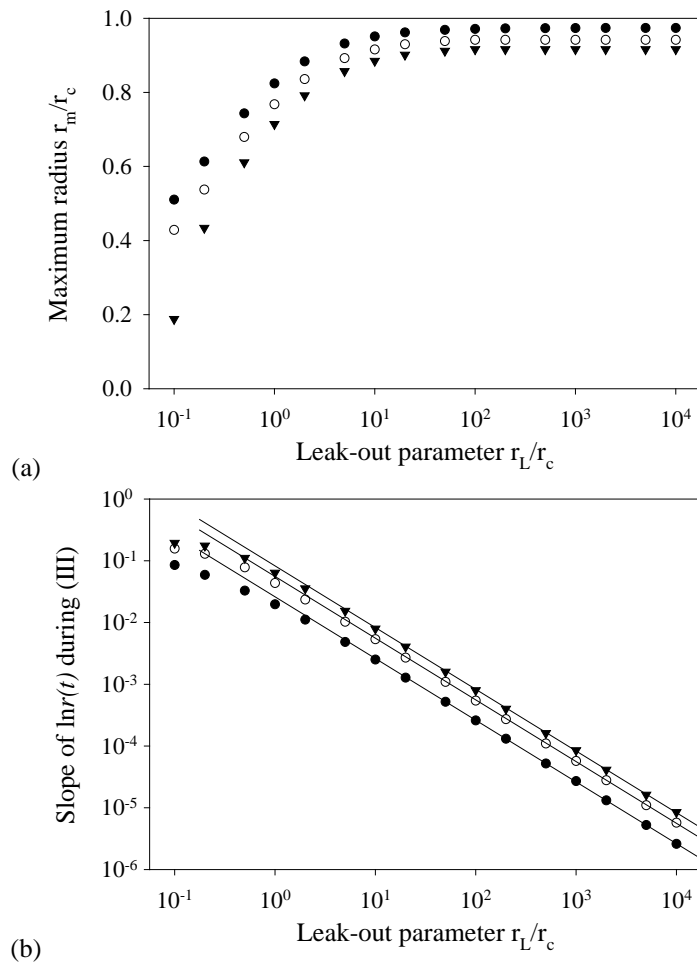 1.0
0.8
0.6
0.4
0.2
0.0
Maximum radius r_m/r_c
10^-1 10^0 10^1 10^2 10^3 10^4
Leak-out parameter r_L/r_c
(a)
10^0
10^-1
10^-2
10^-3
10^-4
10^-5
10^-6
Slope of lnr(t) during (III)
10^-1 10^0 10^1 10^2 10^3 10^4
Leak-out parameter r_L/r_c
(b)